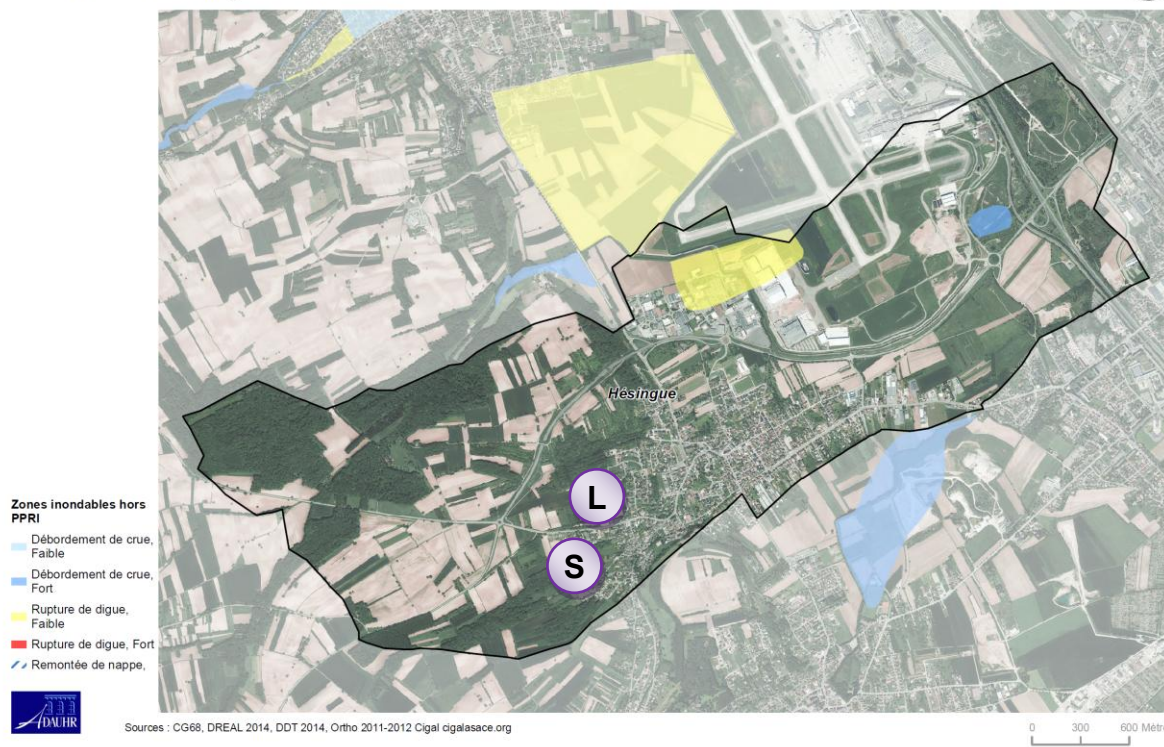 Hésingue
L
S
Zones inondables hors
PPRI
Débordement de crue,
Faible
Débordement de crue,
Fort
Rupture de digue,
Faible
Rupture de digue, Fort
Remontée de nappe,
ADAUHR
Sources : CG68, DREAL 2014, DDT 2014, Ortho 2011-2012 Cigal cigalasace.org
0 300 600 Mètr